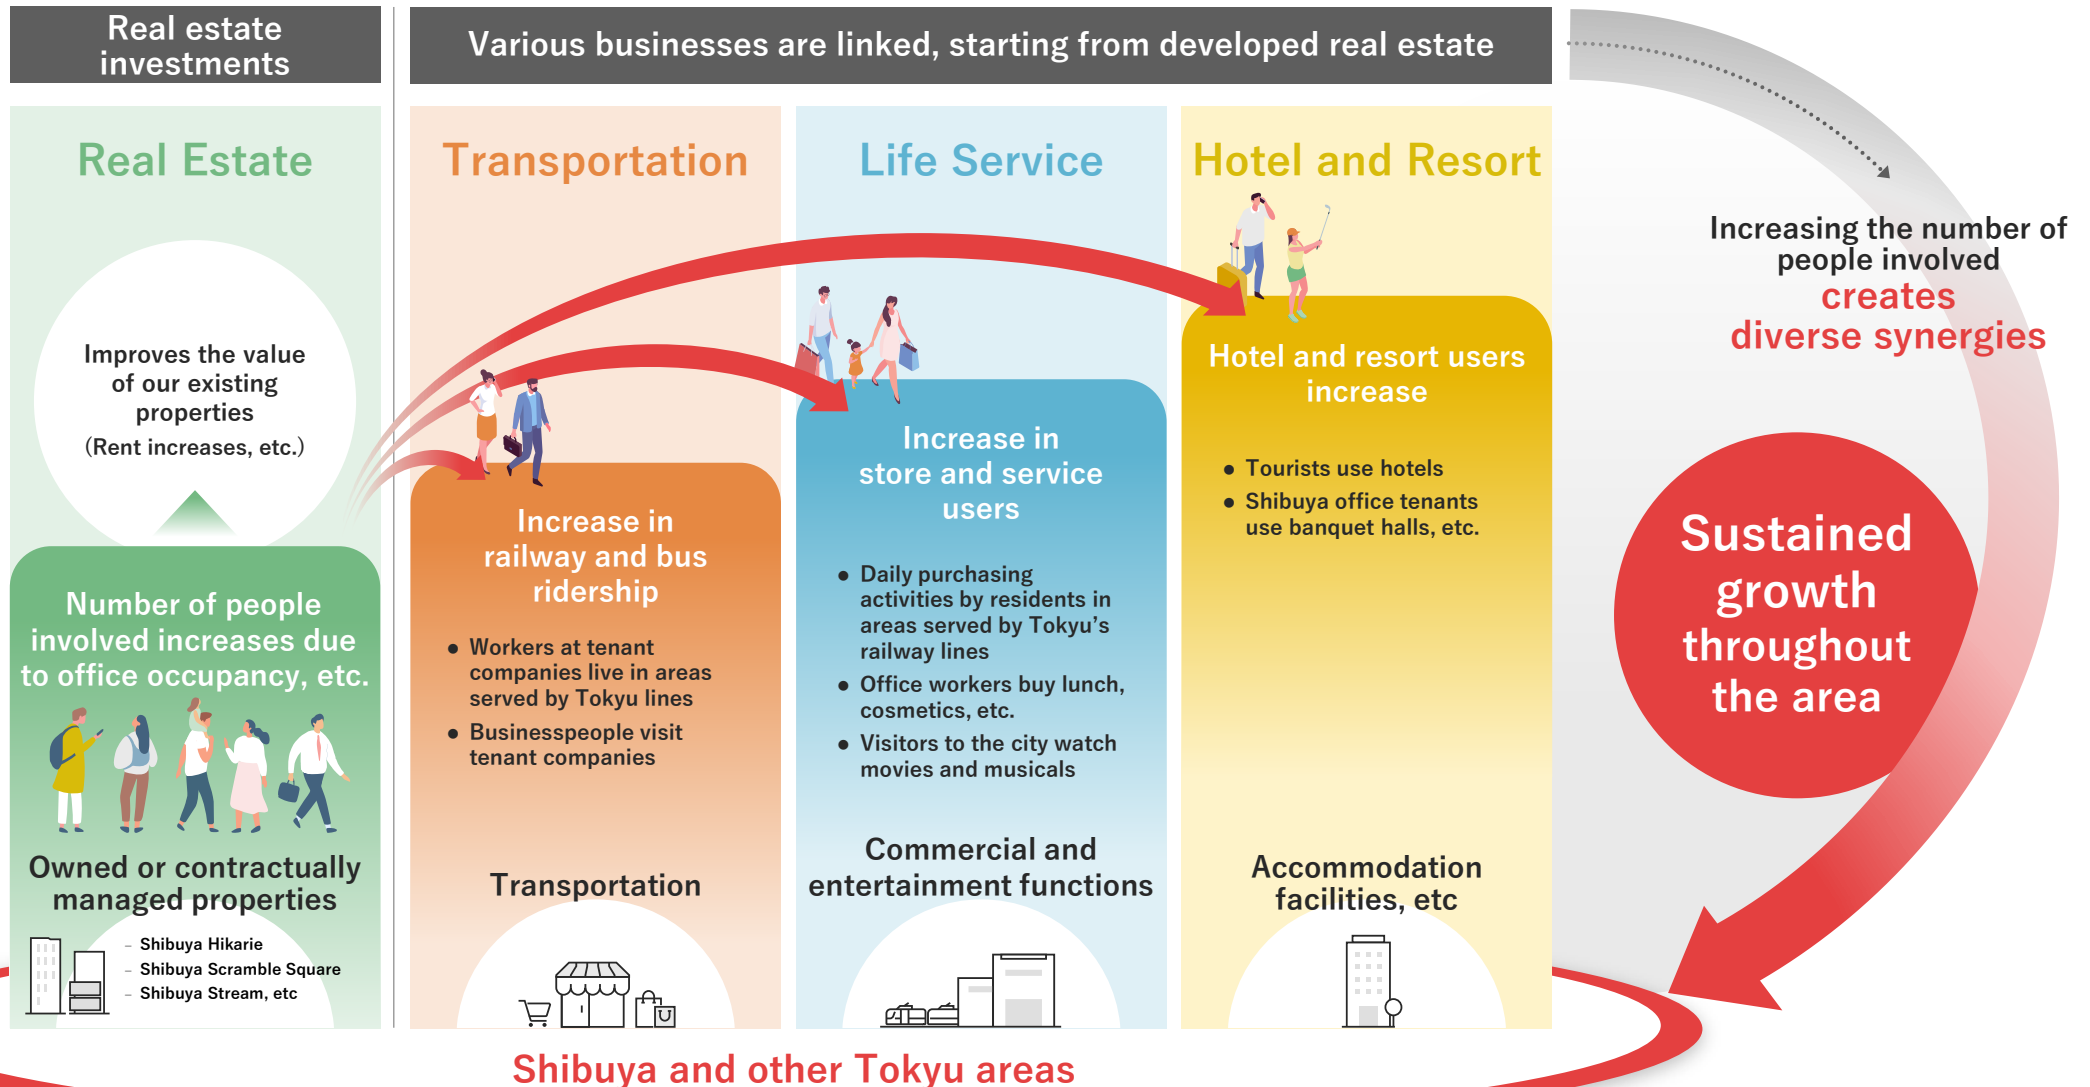 Real estate
investments
Various businesses are linked, starting from developed real estate
Real Estate
Improves the value
of our existing
properties
(Rent increases, etc.)
Number of people
involved increases due
to office occupancy, etc.
Owned or contractually
managed properties
– Shibuya Hikarie
– Shibuya Scramble Square
– Shibuya Stream, etc
Transportation
Increase in
railway and bus
ridership
● Workers at tenant
companies live in areas
served by Tokyu lines
● Businesspeople visit
tenant companies
Transportation
Life Service
Increase in
store and service
users
● Daily purchasing
activities by residents in
areas served by Tokyu's
railway lines
● Office workers buy lunch,
cosmetics, etc.
● Visitors to the city watch
movies and musicals
Commercial and
entertainment functions
Hotel and Resort
Hotel and resort users
increase
● Tourists use hotels
● Shibuya office tenants
use banquet halls, etc.
Accommodation
facilities, etc
Increasing the number of
people involved
creates
diverse synergies
Sustained
growth
throughout
the area
Shibuya and other Tokyu areas